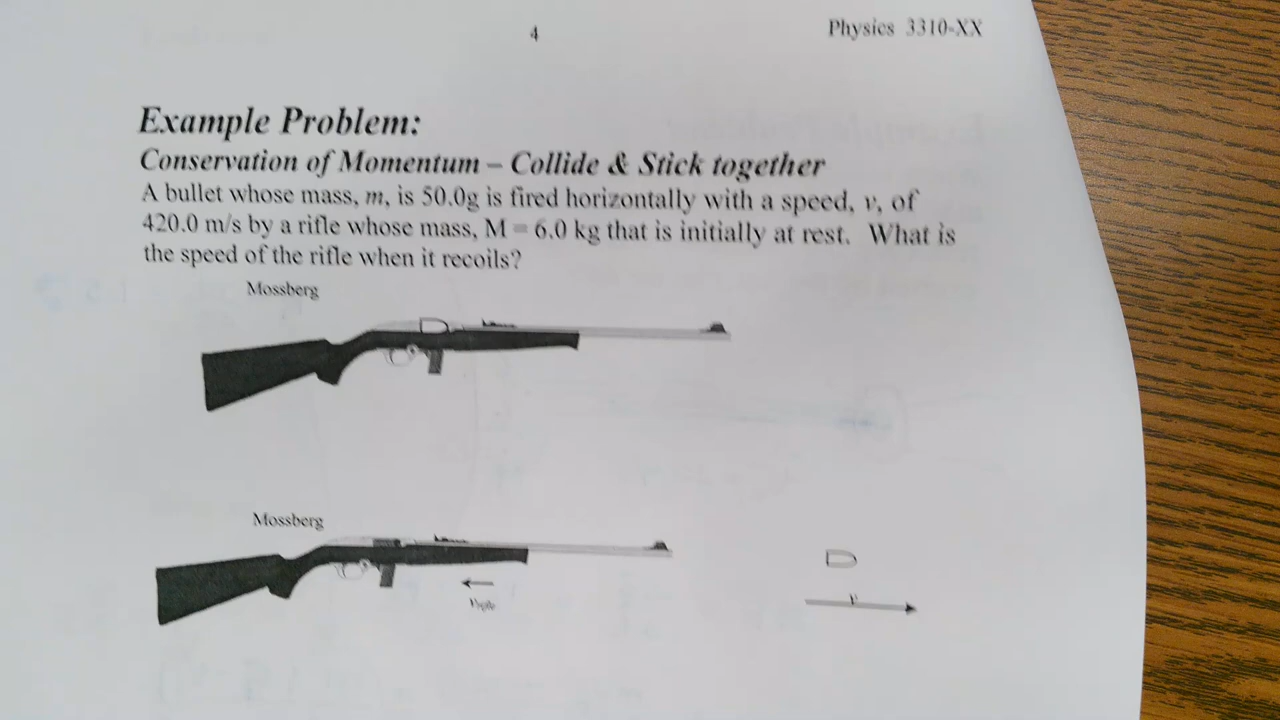 4
Physics 3310-XX
Example Problem:
Conservation of Momentum – Collide & Stick together
A bullet whose mass, m, is 50.0g is fired horizontally with a speed, v, of
420.0 m/s by a rifle whose mass, M = 6.0 kg that is initially at rest. What is
the speed of the rifle when it recoils?
Mossberg
Mossberg
v